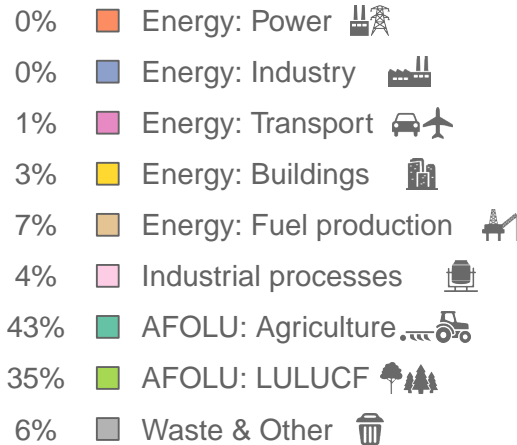 0% Energy: Power
0% Energy: Industry
1% Energy: Transport
3% Energy: Buildings
7% Energy: Fuel production
4% Industrial processes
43% AFOLU: Agriculture
35% AFOLU: LULUCF
6% Waste & Other